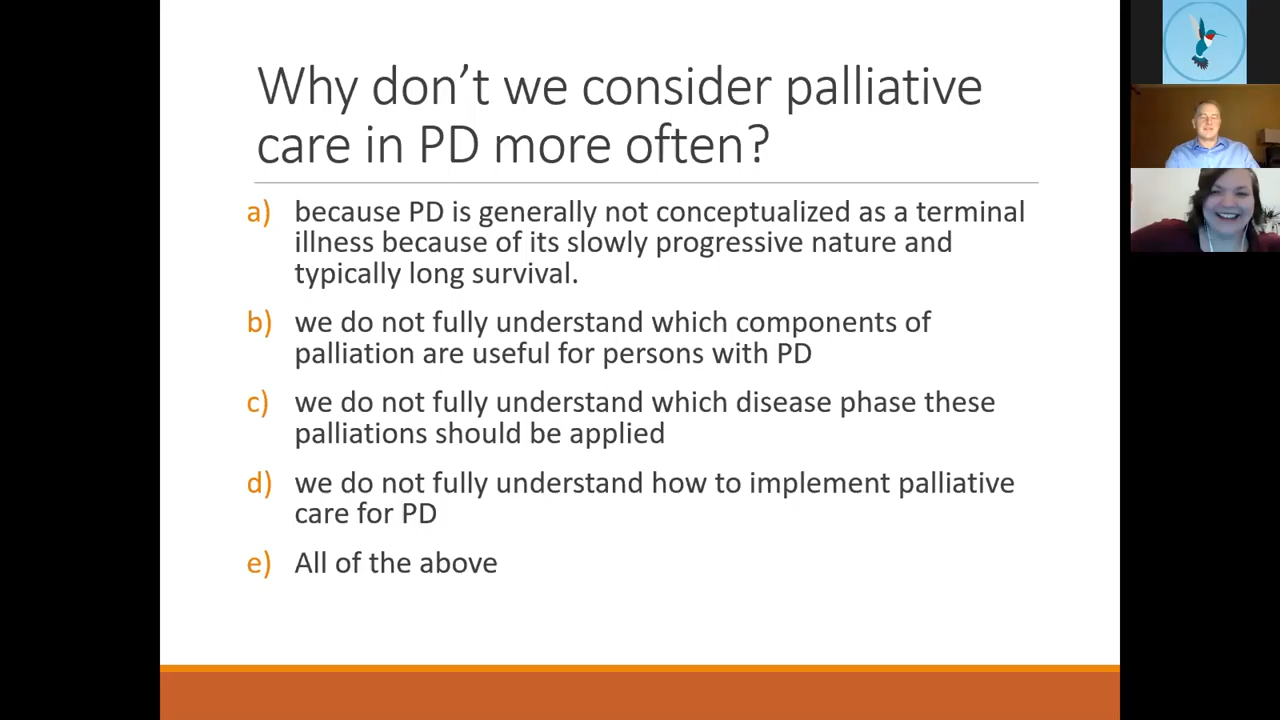 Why don’t we consider palliative
care in PD more often?
a) because PD is generally not conceptualized as a terminal
illness because of its slowly progressive nature and
typically long survival.
b) we do not fully understand which components of
palliation are useful for persons with PD
c) we do not fully understand which disease phase these
palliations should be applied
d) we do not fully understand how to implement palliative
care for PD
e) All of the above